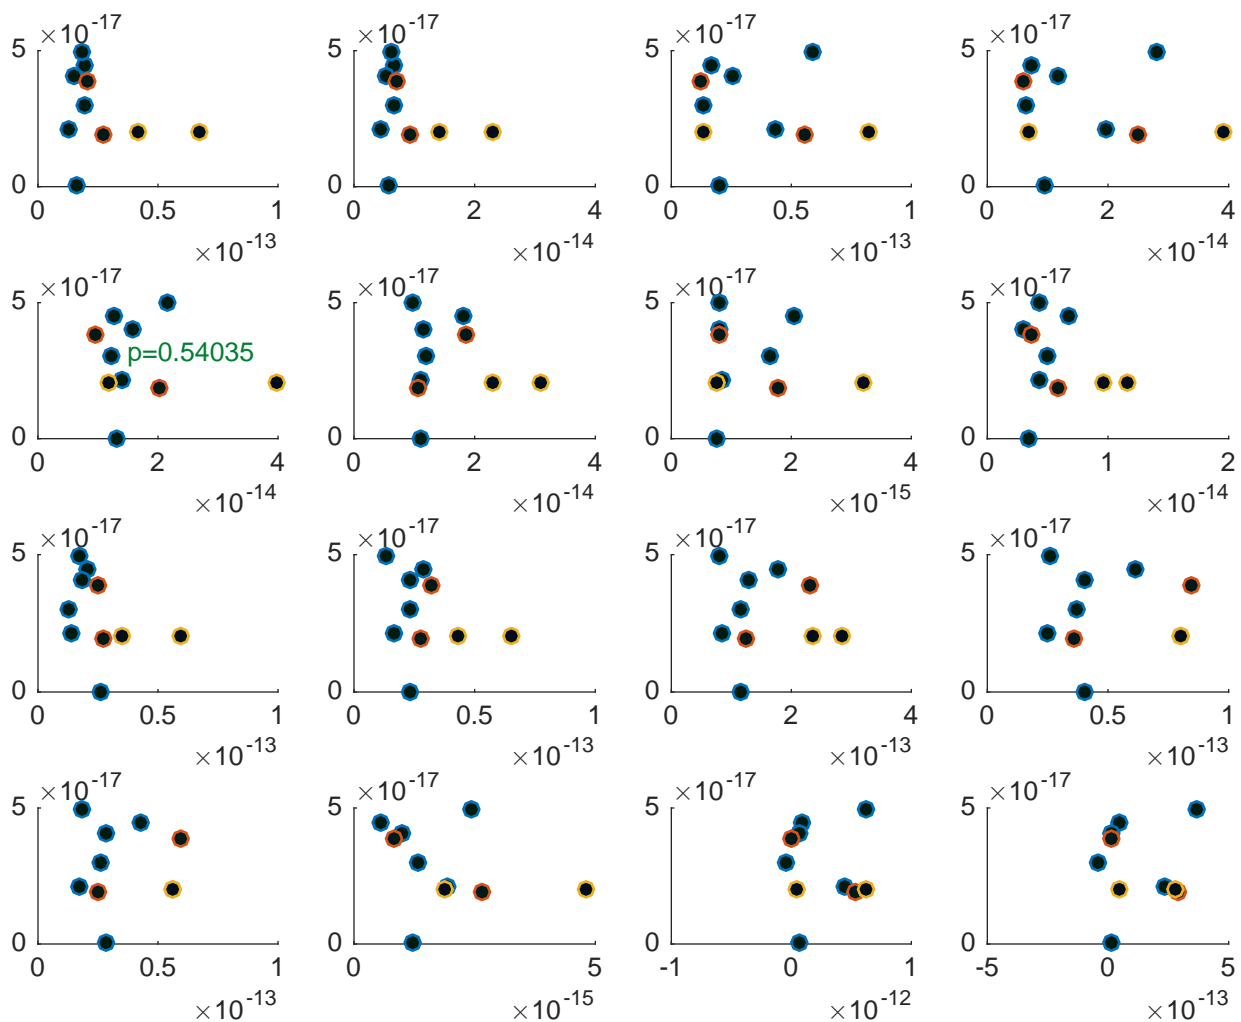 ×10-17 ×10-17 ×10-17 ×10-17
5 5 5 5
0 0 0 0
0 0.5 1 0 2 4 0 0.5 1 0 2 4
×10-13 ×10-14 ×10-13 ×10-14
×10-17 ×10-17 ×10-17 ×10-17
5 5 5 5
p=0.54035
0 0 0 0
0 2 4 0 2 4 0 2 4 0 1 2
×10-14 ×10-14 ×10-15 ×10-14
×10-17 ×10-17 ×10-17 ×10-17
5 5 5 5
0 0 0 0
0 0.5 1 0 0.5 1 0 2 4 0 0.5 1
×10-13 ×10-13 ×10-13 ×10-13
×10-17 ×10-17 ×10-17 ×10-17
5 5 5 5
0 0 0 0
0 0.5 1 0 5 -1 0 1 -5 0 5
×10-13 ×10-15 ×10-12 ×10-13